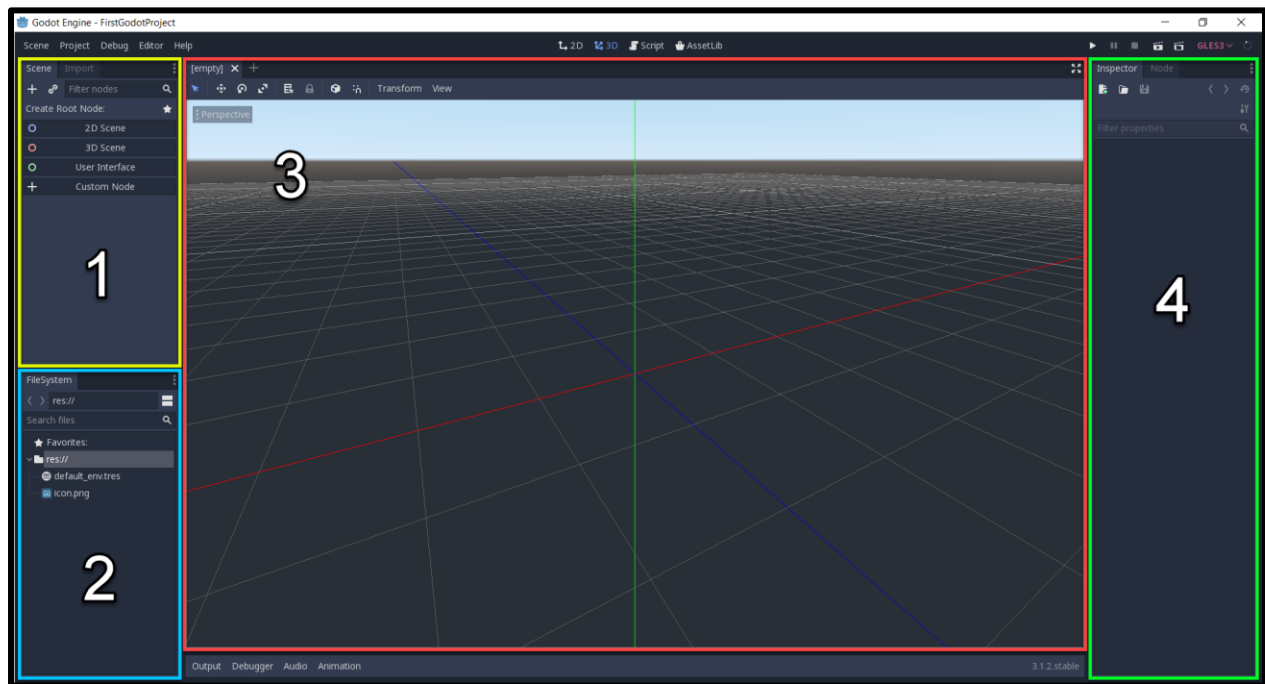 Godot Engine - FirstGodotProject
Scene Project Debug Editor Help
2D 3D Script AssetLib
GLES3
Scene Import
Filter nodes
Create Root Node:
2D Scene
3D Scene
User Interface
Custom Node
1
FileSystem
res://
Search files
Favorites:
res://
default_env.tres
icon.png
2
[empty]
Transform View
Perspective
3
Output Debugger Audio Animation
3.1.2.stable
Inspector Node
Filter properties
4